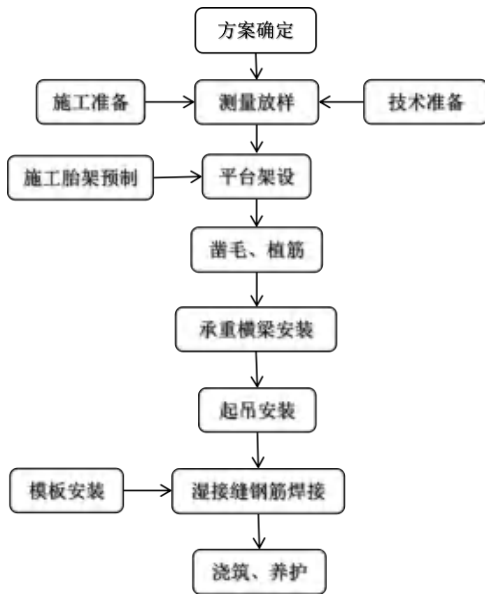 方案确定
施工准备
测量放样
技术准备
施工胎架预制
平台架设
凿毛、植筋
承重横梁安装
起吊安装
模板安装
湿接缝钢筋焊接
浇筑、养护